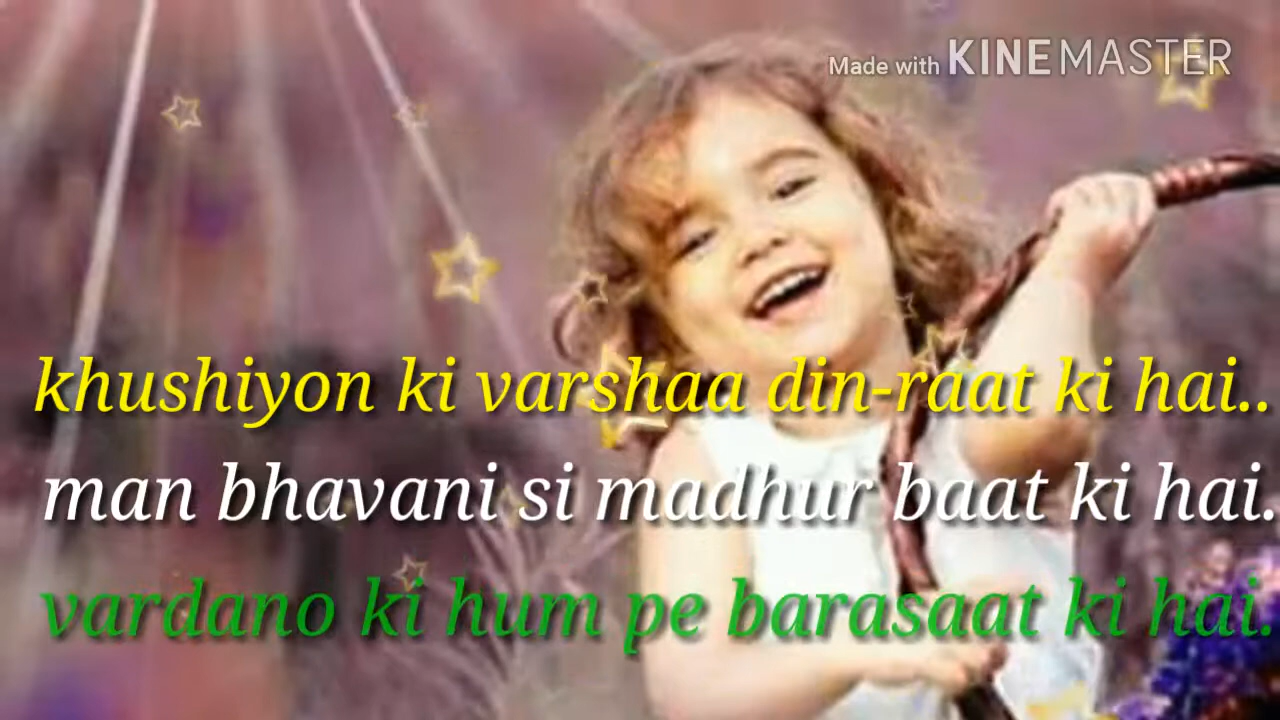 Made with KINEMASTER
khushiyon ki varshaa din-raat ki hai..
man bhavani si madhur baat ki hai.
vardano ki hum pe barasaat ki hai.